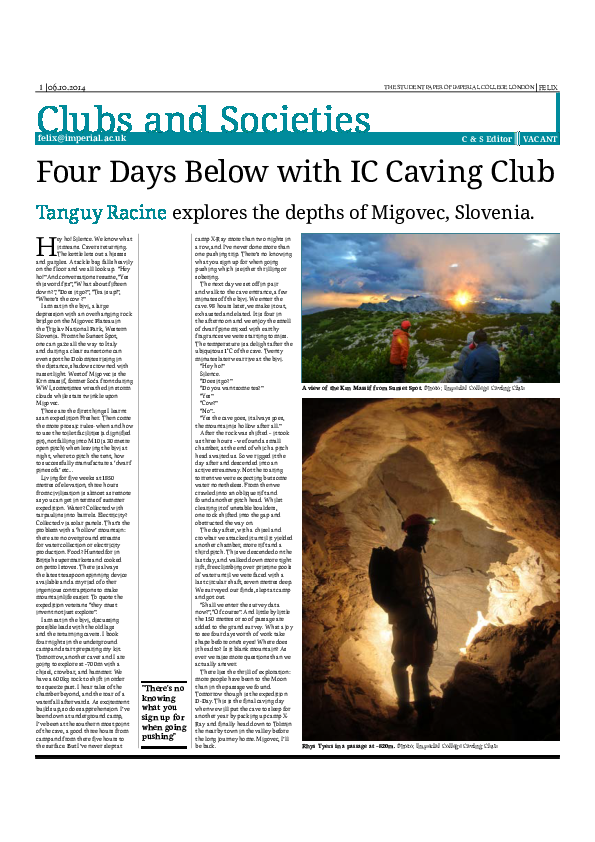 1 |06.10.2014
THE STUDENT PAPER OF IMPERIAL COLLEGE LONDON | FELIX
Clubs and Societies
felix@imperial.ac.uk
C & S Editor || VACANT
Four Days Below with IC Caving Club
Tanguy Racine explores the depths of Migovec, Slovenia.
Hey ho! Silence. We know what
it means. Cavers returning.
The kettle lets out a hisses
and gurgles. A tackle bag falls heavily
on the floor and we all look up. "Hey
ho!" And conversations resume, "Yes
this word fits", "What about fifteen
down?", "Does it go?", "Tea is up!",
"Where's the cow?"
I am sat in the bivi, a large
depression with an overhanging rock
bridge on the Migovec Plateau in
the Triglav National Park, Western
Slovenia. From the Sunset Spot,
one can gaze all the way to Italy
and during a clear sunset one can
even spot the Dolomites rising in
the distance, shadows crowned with
russet light. West of Migovec is the
Krn massif, former Soča front during
WWI, sometimes wreathed in storm
clouds while stars twinkle upon
Migovec.
Those are the first things I learn
as an expedition Fresher. Then come
the more prosaic rules- when and how
to use the toilet facilities (a dignified
pit), not falling into M10 (a 30 metre
open pitch) when leaving the bivi at
night, where to pitch the tent, how
to successfully manufacture a 'dwarf
pine sofa' etc...
Living for five weeks at 1850
metres of elevation, three hours
from civilisation is almost as remote
as you can get in terms of summer
expedition. Water? Collected with
tarpaulins into barrels. Electricity?
Collected via solar panels. That's the
problem with a 'hollow' mountain:
there are no overground streams
for water collection or electricity
production. Food? Hunted for in
British supermarkets and cooked
on petrol stoves. There is always
the latest teaspoon spinning device
available and a myriad of other
ingenious contraptions to make
mountain life easier. To quote the
expedition veterans "they must
invent not just explore".
I am sat in the bivi, discussing
possible leads with the old lags
and the returning cavers. I book
four nights in the underground
camp and start preparing my kit.
Tomorrow, another caver and I are
going to explore at -700m with a
chisel, crowbar, and hammer. We
have a 600kg rock to shift in order
to squeeze past. I hear tales of the
chamber beyond, and the roar of a
waterfall afterwards. As excitement
builds up, so does apprehension. I've
been down at underground camp,
I've been at the southern most point
of the cave, a good three hours from
camp and from there five hours to
the surface. But I've never slept at
"There's no
knowing
what you
sign up for
when going
pushing"
camp X-Ray more than two nights in
a row, and I've never done more than
one pushing trip. There's no knowing
what you sign up for when going
pushing which is either thrilling or
sobering.
The next day we set off in pair
and walk to the cave entrance, a few
minutes off the bivi. We enter the
cave. 95 hours later, we make it out,
exhausted and elated. It is four in
the afternoon and we enjoy the smell
of dwarf pine mixed with earthy
fragrances we were starting to miss.
The temperature is a delight after the
ubiquitous 1°C of the cave. Twenty
minutes later we arrive at the bivi.
"Hey ho!"
Silence.
"Does it go?"
"Do you want some tea?"
"Yes"
"Cow?"
"No"...
"Yes the cave goes, it always goes,
the mountain is hollow after all."
After the rock was shifted – it took
us three hours – we found a small
chamber, at the end of which a pitch
head awaited us. So we rigged it the
day after and descended into an
active streamway. Not the roaring
torrent we were expecting but some
water nonetheless. From then we
crawled into an oblique rift and
found another pitch head. Whilst
clearing it of unstable boulders,
one rock shifted into the gap and
obstructed the way on.
The day after, with a chisel and
crowbar we attacked it until it yielded
another chamber, more rift and a
third pitch. This we descended on the
last day, and walked down more tight
rift, free climbing over pristine pools
of water until we were faced with a
last circular shaft, seven metres deep.
We surveyed our finds, slept at camp
and got out.
"Shall we enter the survey data
now?", "Of course". And little by little
the 150 metres or so of passage are
added to the grand survey. What a joy
to see four days worth of work take
shape before one's eyes! Where does
it head to? Is it blank mountain? As
ever we raise more questions than we
actually answer.
There lies the thrill of exploration:
more people have been to the Moon
than in the passage we found.
Tomorrow though is the expedition
D-Day. This is the final caving day
when we will put the cave to sleep for
another year by packing up camp X-
Ray and finally head down to Tolmin
the nearby town in the valley before
the long journey home. Migovec, I'll
be back.
A view of the Krn Massif from Sunset Spot. Photo: Imperial College Caving Club
Rhys Tyers in a passage at -820m. Photo: Imperial College Caving Club